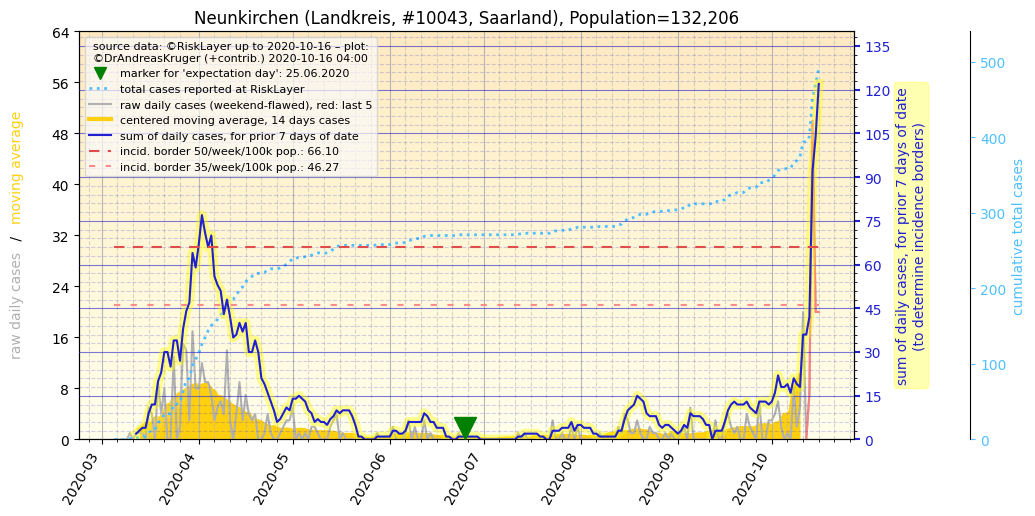 Neunkirchen (Landkreis, #10043, Saarland), Population=132,206
source data: ©RiskLayer up to 2020-10-16 – plot:
©DrAndreasKruger (+contrib.) 2020-10-16 04:00
marker for 'expectation day': 25.06.2020
total cases reported at RiskLayer
raw daily cases (weekend-flawed), red: last 5
centered moving average, 14 days cases
sum of daily cases, for prior 7 days of date
incid. border 50/week/100k pop.: 66.10
incid. border 35/week/100k pop.: 46.27
raw daily cases / moving average
64
56
48
40
32
24
16
8
0
135
120
105
90
75
60
45
30
15
0
sum of daily cases, for prior 7 days of date
(to determine incidence borders)
500
400
300
200
100
0
cumulative total cases
2020-03
2020-04
2020-05
2020-06
2020-07
2020-08
2020-09
2020-10